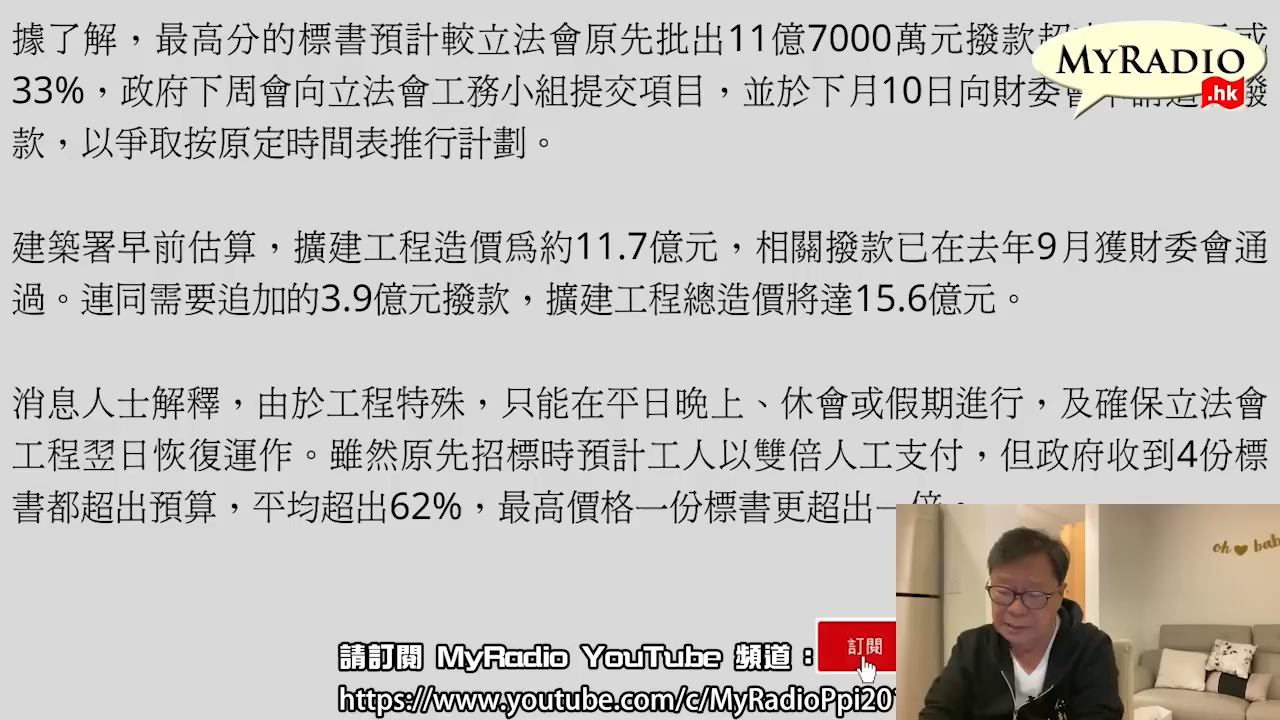 據了解，最高分的標書預計較立法會原先批出11億7000萬元撥款超
33%，政府下周會向立法會工務小組提交項目，並於下月10日向財委會 撥
款，以爭取按原定時間表推行計劃。
建築署早前估算，擴建工程造價爲約11.7億元，相關撥款已在去年9月獲財委會通
過。連同需要追加的3.9億元撥款，擴建工程總造價將達15.6億元。
消息人士解釋，由於工程特殊，只能在平日晚上、休會或假期進行，及確保立法會
工程翌日恢復運作。雖然原先招標時預計工人以雙倍人工支付，但政府收到4份標
書都超出預算，平均超出62%，最高價格一份標書更超出一倍。
MYRADIO
.hk
oh bab
請訂閱 MyRadio YouTube 頻道：
訂閱
https://www.youtube.com/c/MyRadioPpi20